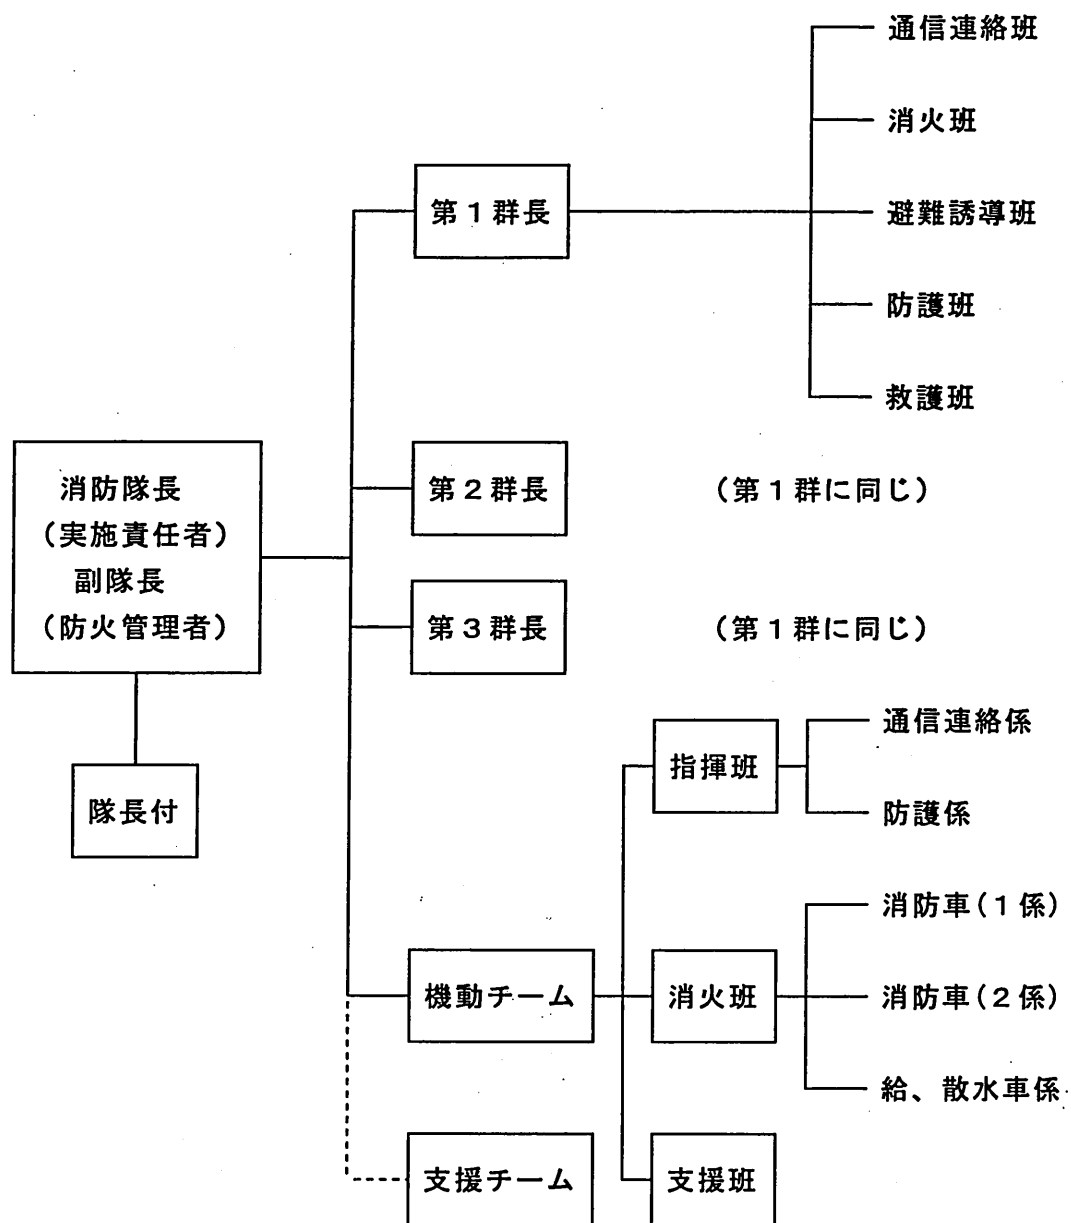 通信連絡班
消火班
第１群長
避難誘導班
防護班
救護班
消防隊長
（実施責任者）
副隊長
（防火管理者）
第２群長
（第１群に同じ）
第３群長
（第１群に同じ）
隊長付
通信連絡係
指揮班
防護係
消防車（１係）
機動チーム
消火班
消防車（２係）
給、散水車係
支援チーム
支援班